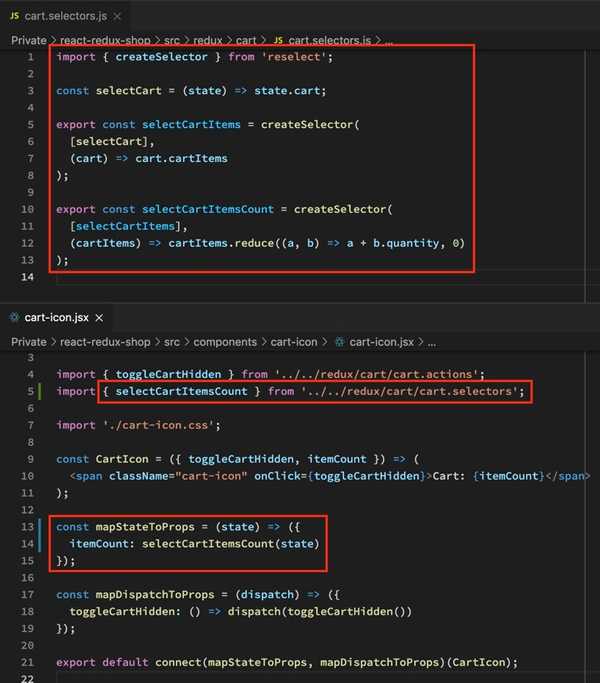 JS cart.selectors.js ×
Private › react-redux-shop › src › redux › cart › JS cart.selectors.js › ...
1 import { createSelector } from 'reselect';
2
3 const selectCart = (state) => state.cart;
4
5 export const selectCartItems = createSelector(
6 [selectCart],
7 (cart) => cart.cartItems
8 );
9
10 export const selectCartItemsCount = createSelector(
11 [selectCartItems],
12 (cartItems) => cartItems.reduce((a, b) => a + b.quantity, 0)
13 );
14
cart-icon.jsx ×
Private › react-redux-shop › src › components › cart-icon › cart-icon.jsx › ...
3
4 import { toggleCartHidden } from '../../redux/cart/cart.actions';
5 import { selectCartItemsCount } from '../../redux/cart/cart.selectors';
6
7 import './cart-icon.css';
8
9 const CartIcon = ({ toggleCartHidden, itemCount }) => (
10 <span className="cart-icon" onClick={toggleCartHidden}>Cart: {itemCount}</span>
11 );
12
13 const mapStateToProps = (state) => ({
14 itemCount: selectCartItemsCount(state)
15 });
16
17 const mapDispatchToProps = (dispatch) => ({
18 toggleCartHidden: () => dispatch(toggleCartHidden())
19 });
20
21 export default connect(mapStateToProps, mapDispatchToProps)(CartIcon);
22